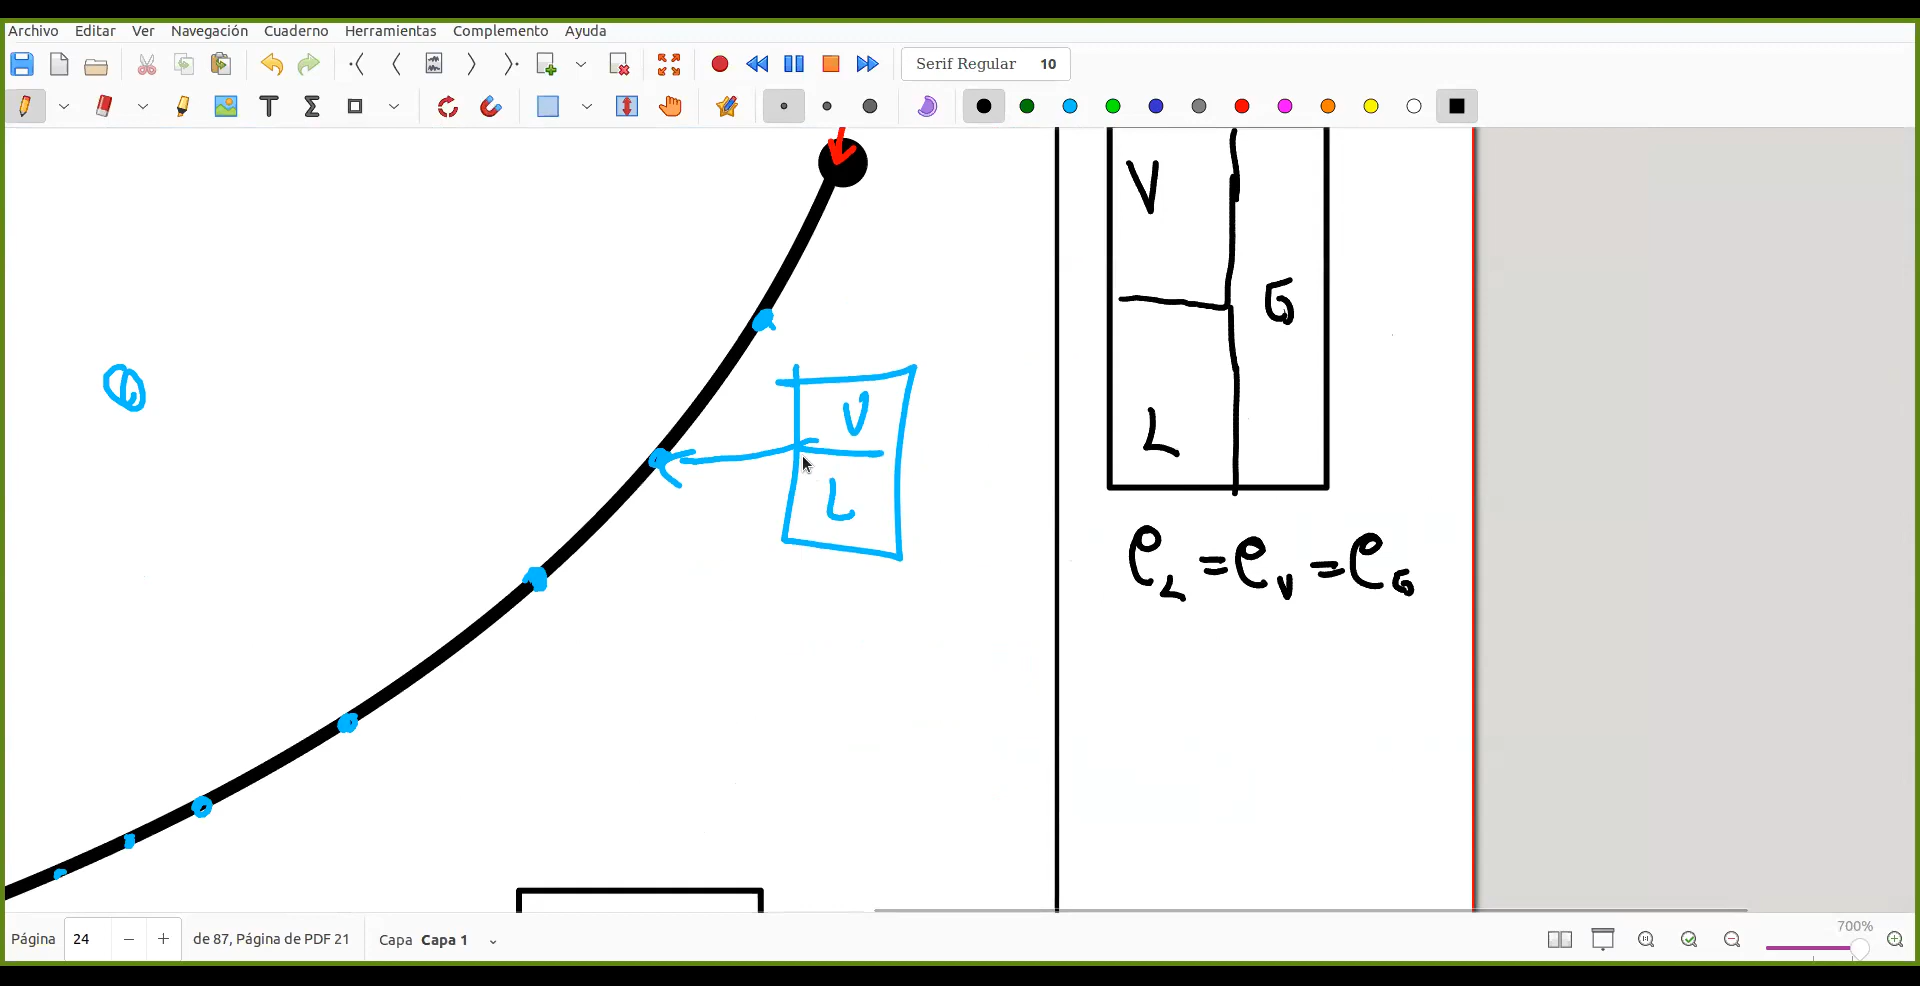 Archivo Editar Ver Navegación Cuaderno Herramientas Complemento Ayuda
Serif Regular 10
V
G
L
V
L
ρL = ρV = ρG
Página 24 de 87, Página de PDF 21 Capa Capa 1
700%